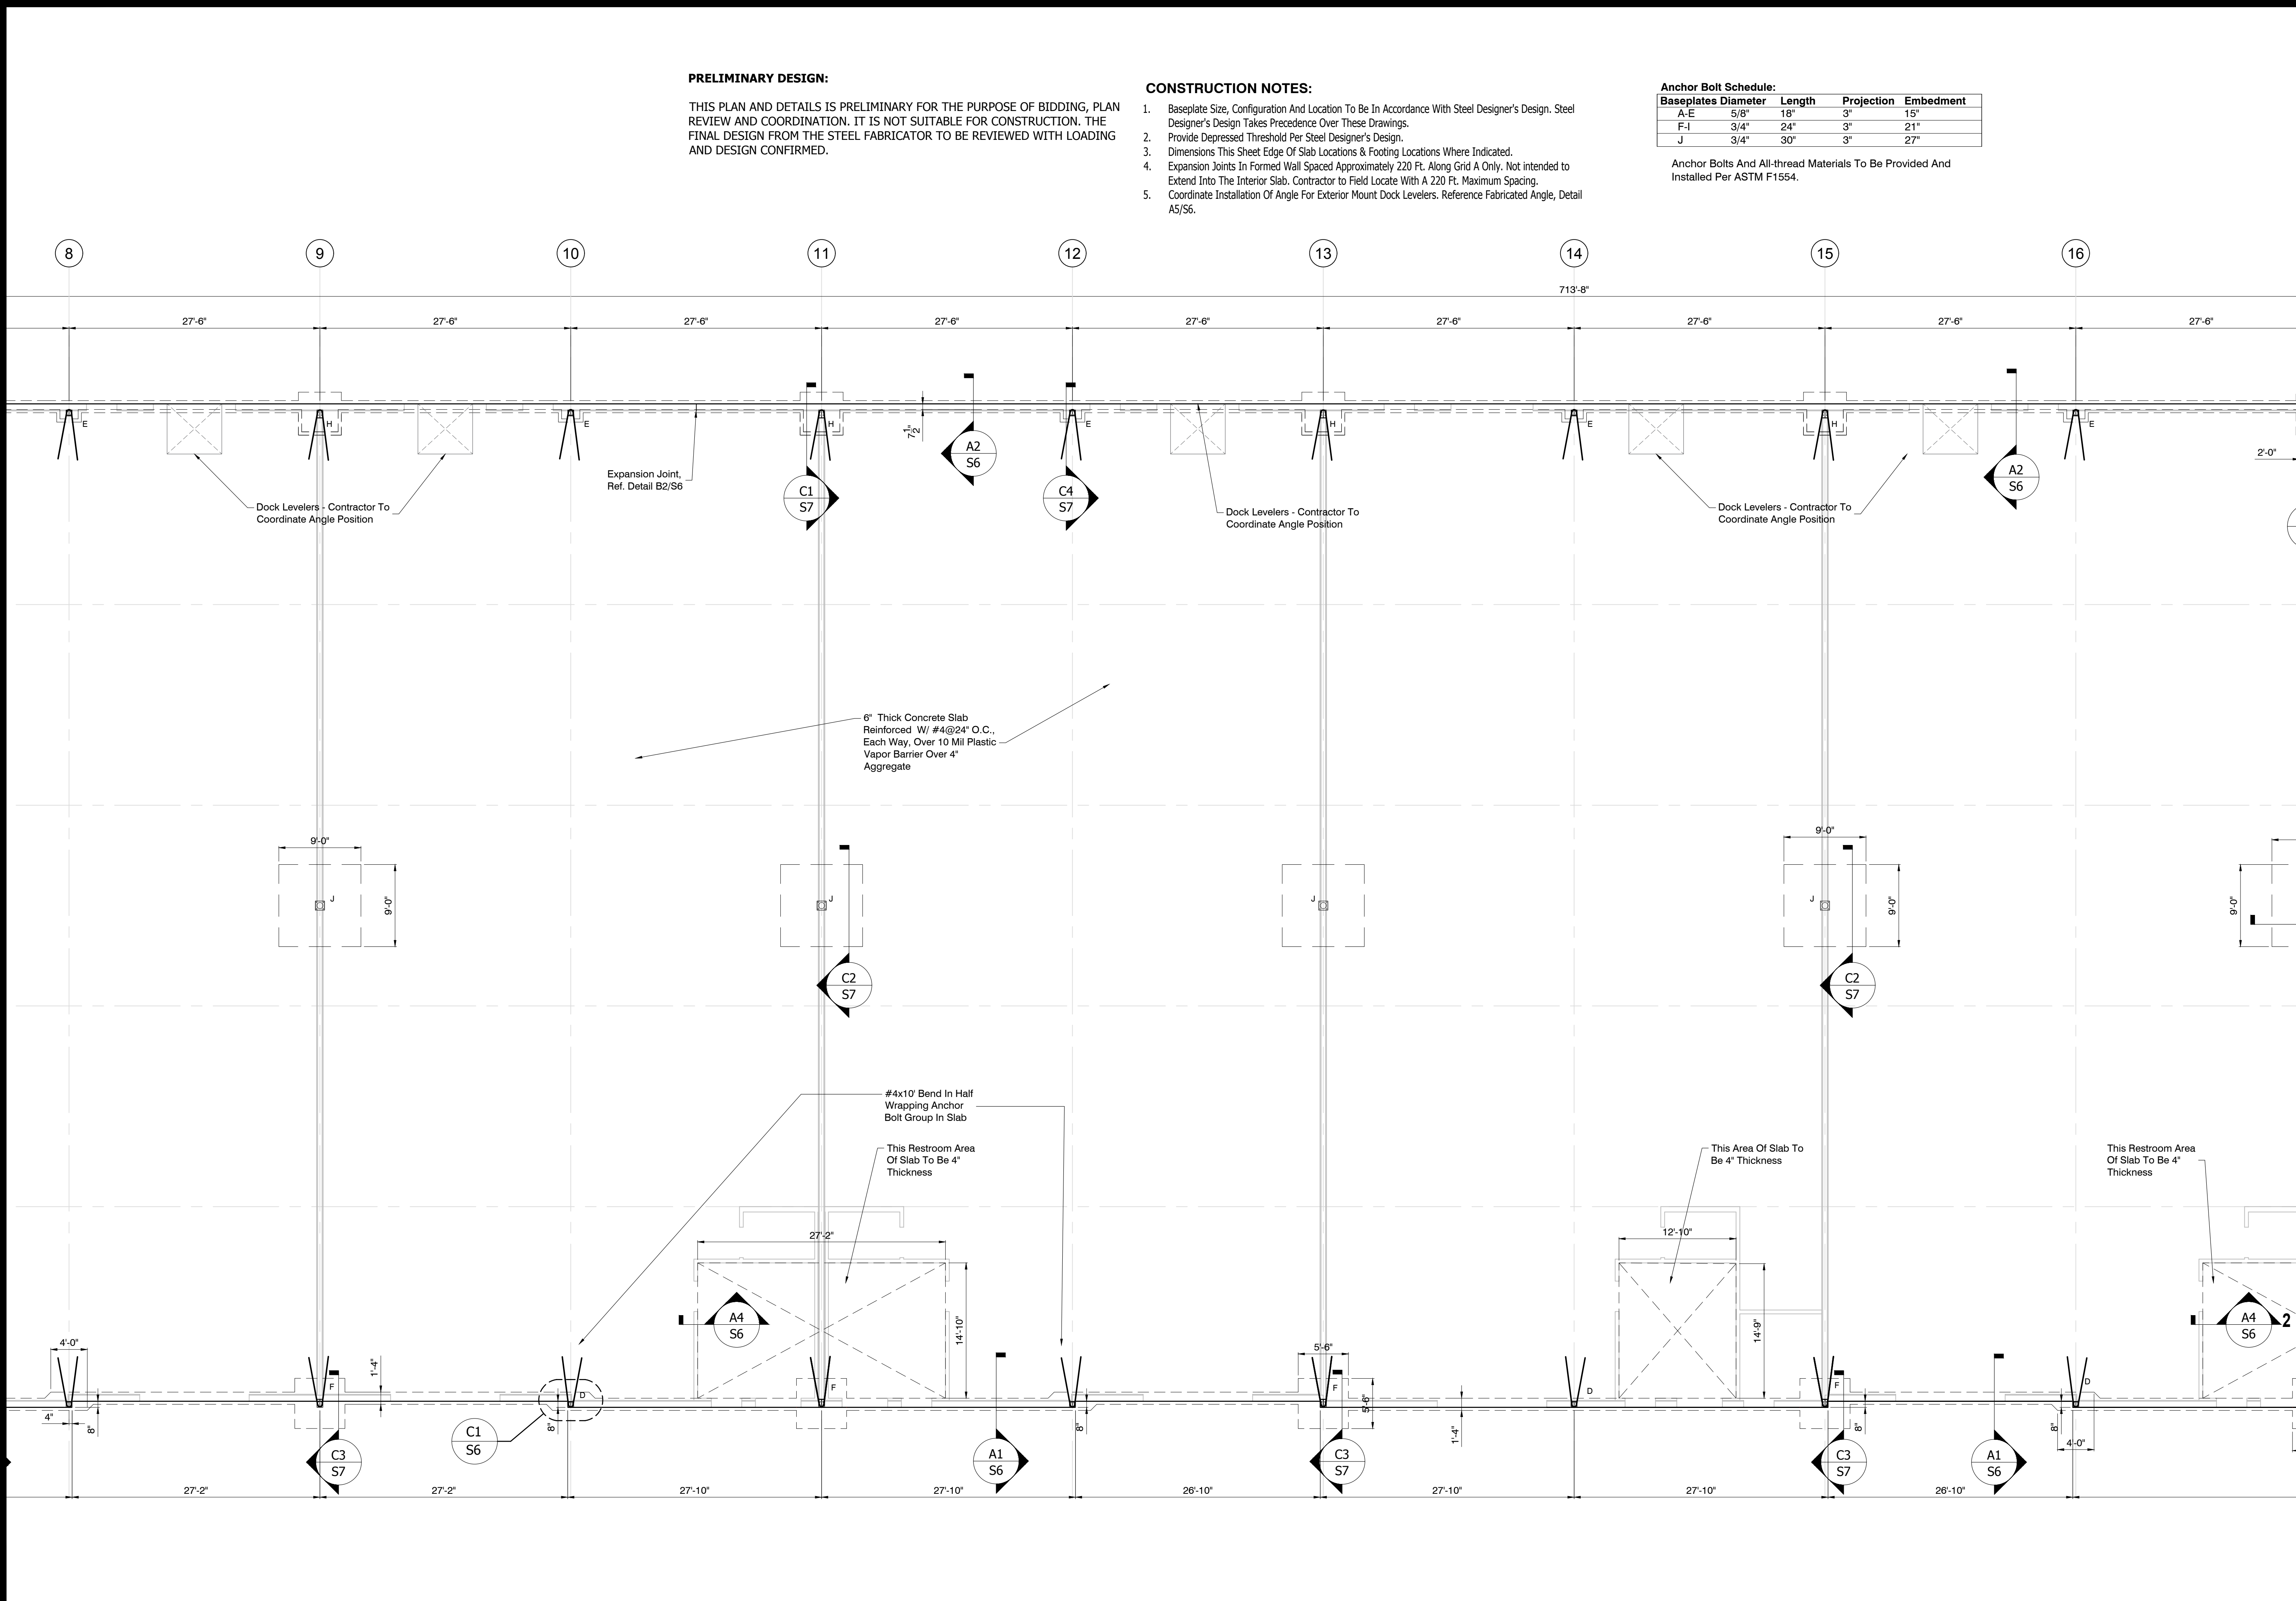 PRELIMINARY DESIGN:
THIS PLAN AND DETAILS IS PRELIMINARY FOR THE PURPOSE OF BIDDING, PLAN
REVIEW AND COORDINATION. IT IS NOT SUITABLE FOR CONSTRUCTION. THE
FINAL DESIGN FROM THE STEEL FABRICATOR TO BE REVIEWED WITH LOADING
AND DESIGN CONFIRMED.
CONSTRUCTION NOTES:
1. Baseplate Size, Configuration And Location To Be In Accordance With Steel Designer's Design. Steel
Designer's Design Takes Precedence Over These Drawings.
2. Provide Depressed Threshold Per Steel Designer's Design.
3. Dimensions This Sheet Edge Of Slab Locations & Footing Locations Where Indicated.
4. Expansion Joints In Formed Wall Spaced Approximately 220 Ft. Along Grid A Only. Not intended to
Extend Into The Interior Slab. Contractor to Field Locate With A 220 Ft. Maximum Spacing.
5. Coordinate Installation Of Angle For Exterior Mount Dock Levelers. Reference Fabricated Angle, Detail
A5/S6.
Anchor Bolt Schedule:
Baseplates Diameter Length Projection Embedment
A-E 5/8" 18" 3" 15"
F-I 3/4" 24" 3" 21"
J 3/4" 30" 3" 27"
Anchor Bolts And All-thread Materials To Be Provided And
Installed Per ASTM F1554.
8 9 10 11 12 13 14 15 16
713'-8"
27'-6" 27'-6" 27'-6" 27'-6" 27'-6" 27'-6" 27'-6" 27'-6" 27'-6"
E H E H E H E H E
7 1/2"
A2
S6
2'-0"
A2
S6
Expansion Joint,
Ref. Detail B2/S6
C1
S7
C4
S7
Dock Levelers - Contractor To
Coordinate Angle Position
Dock Levelers - Contractor To
Coordinate Angle Position
Dock Levelers - Contractor To
Coordinate Angle Position
6" Thick Concrete Slab
Reinforced W/ #4@24" O.C.,
Each Way, Over 10 Mil Plastic
Vapor Barrier Over 4"
Aggregate
9'-0" 9'-0"
J J J J
9'-0" 9'-0" 9'-0"
C2
S7
C2
S7
#4x10' Bend In Half
Wrapping Anchor
Bolt Group In Slab
This Restroom Area
Of Slab To Be 4"
Thickness
This Area Of Slab To
Be 4" Thickness
This Restroom Area
Of Slab To Be 4"
Thickness
27'-2" 12'-10"
14'-10" 14'-9"
A4
S6
A4
S6
2
4'-0" 1'-4" 5'-6"
F D F F D F D
5'-6"
4" 8" 8" 8" 1'-4" 8" 8" 4'-0"
C1
S6
C3
S7
A1
S6
C3
S7
C3
S7
A1
S6
27'-2" 27'-2" 27'-10" 27'-10" 26'-10" 27'-10" 27'-10" 26'-10"